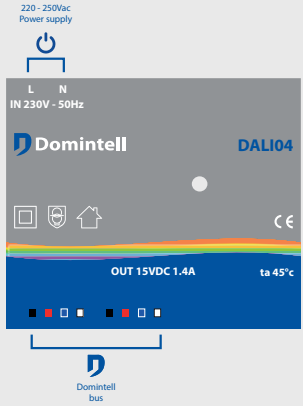 220 - 250Vac
Power supply
L N
IN 230V - 50Hz
Domintell
DALI04
CE
OUT 15VDC 1.4A
ta 45°c
Domintell
bus